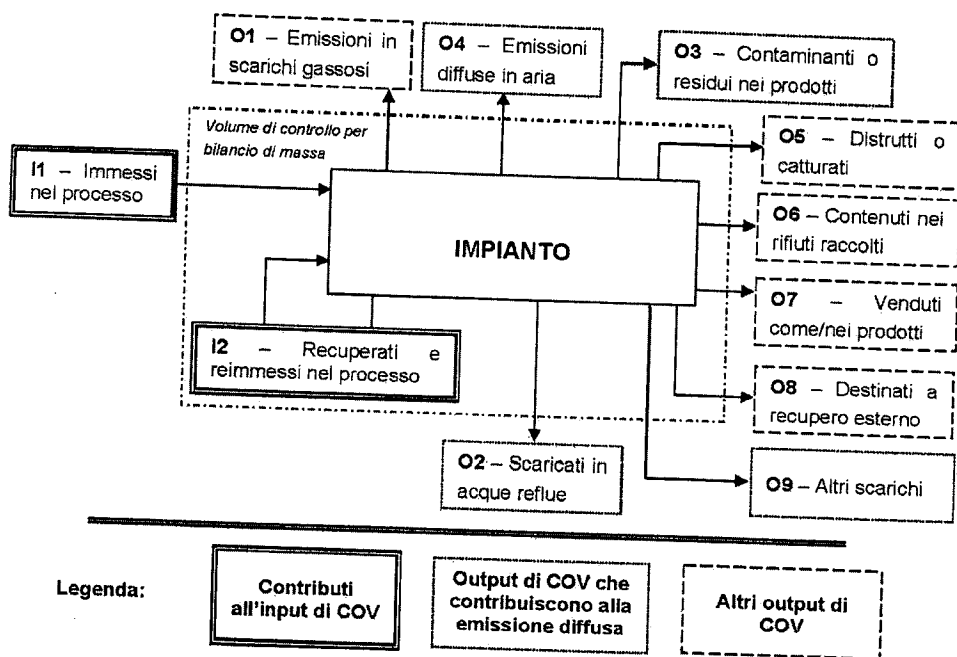 O1 – Emissioni in
scarichi gassosi
O4 – Emissioni
diffuse in aria
O3 – Contaminanti o
residui nei prodotti
Volume di controllo per
bilancio di massa
I1 – Immessi
nel processo
O5 – Distrutti o
catturati
IMPIANTO
O6 – Contenuti nei
rifiuti raccolti
O7 – Venduti
come/nei prodotti
I2 – Recuperati e
reimmessi nel processo
O8 – Destinati a
recupero esterno
O2 – Scaricati in
acque reflue
O9 – Altri scarichi
Legenda:
Contributi
all'input di COV
Output di COV che
contribuiscono alla
emissione diffusa
Altri output di
COV